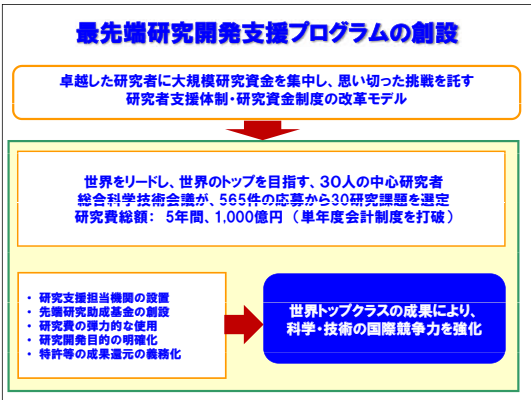 最先端研究開発支援プログラムの創設
卓越した研究者に大規模研究資金を集中し、思い切った挑戦を託す
研究者支援体制・研究資金制度の改革モデル
世界をリードし、世界のトップを目指す、30人の中心研究者
総合科学技術会議が、565件の応募から30研究課題を選定
研究費総額： 5年間、1,000億円 （単年度会計制度を打破）
・ 研究支援担当機関の設置
・ 先端研究助成基金の創設
・ 研究費の弾力的な使用
・ 研究開発目的の明確化
・ 特許等の成果還元の義務化
世界トップクラスの成果により、
科学・技術の国際競争力を強化